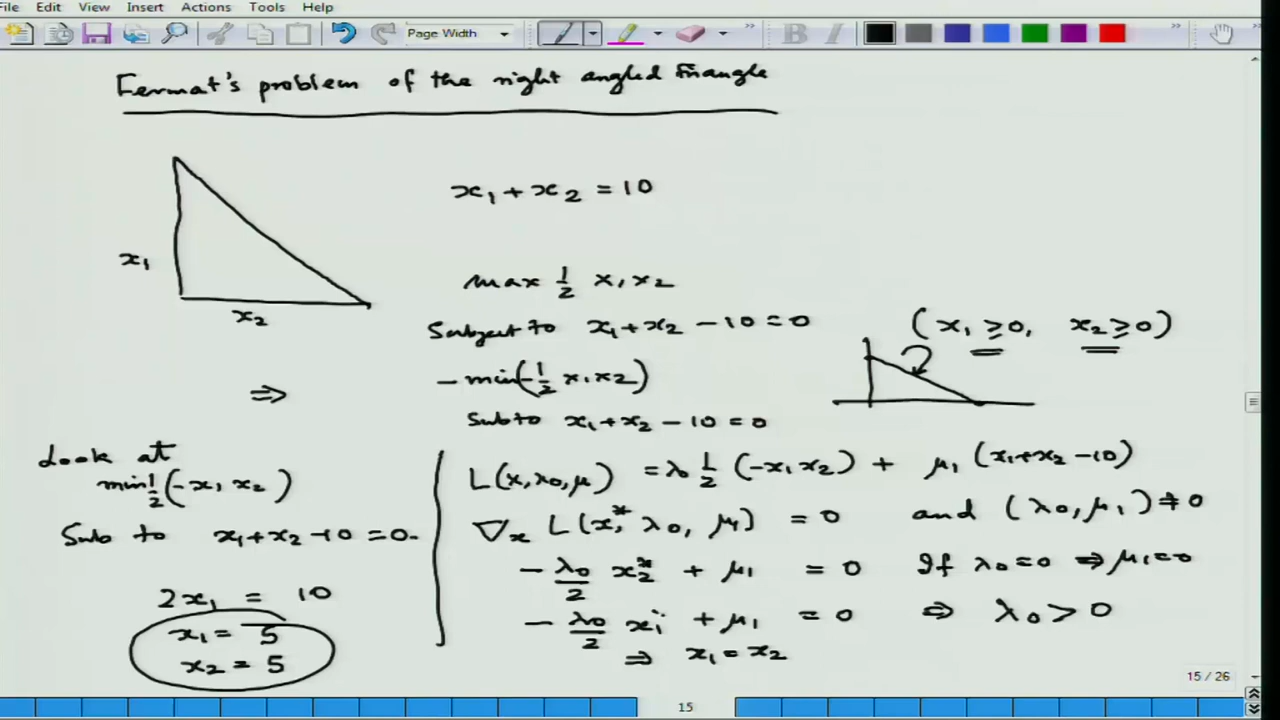 File Edit View Insert Actions Tools Help
Page Width
Fermat's problem of the right angled triangle
x₁
x₂
x₁ + x₂ = 10
max 1/2 x₁ x₂
Subject to x₁ + x₂ - 10 = 0 (x₁ ≥ 0, x₂ ≥ 0)
⇒ - min(-1/2 x₁ x₂)
Sub to x₁ + x₂ - 10 = 0
Look at
min 1/2 (-x₁ x₂)
Sub to x₁ + x₂ - 10 = 0.
2x₁ = 10
x₁ = 5
x₂ = 5
L(x, λ₀, μ) = λ₀ 1/2 (-x₁ x₂) + μ₁ (x₁ + x₂ - 10)
∇ₓ L(x*, λ₀, μ₁) = 0 and (λ₀, μ₁) ≠ 0
- λ₀/2 x₂* + μ₁ = 0 If λ₀ = 0 ⇒ μ₁ = 0
- λ₀/2 x₁* + μ₁ = 0 ⇒ λ₀ > 0
⇒ x₁ = x₂
15 / 26
15